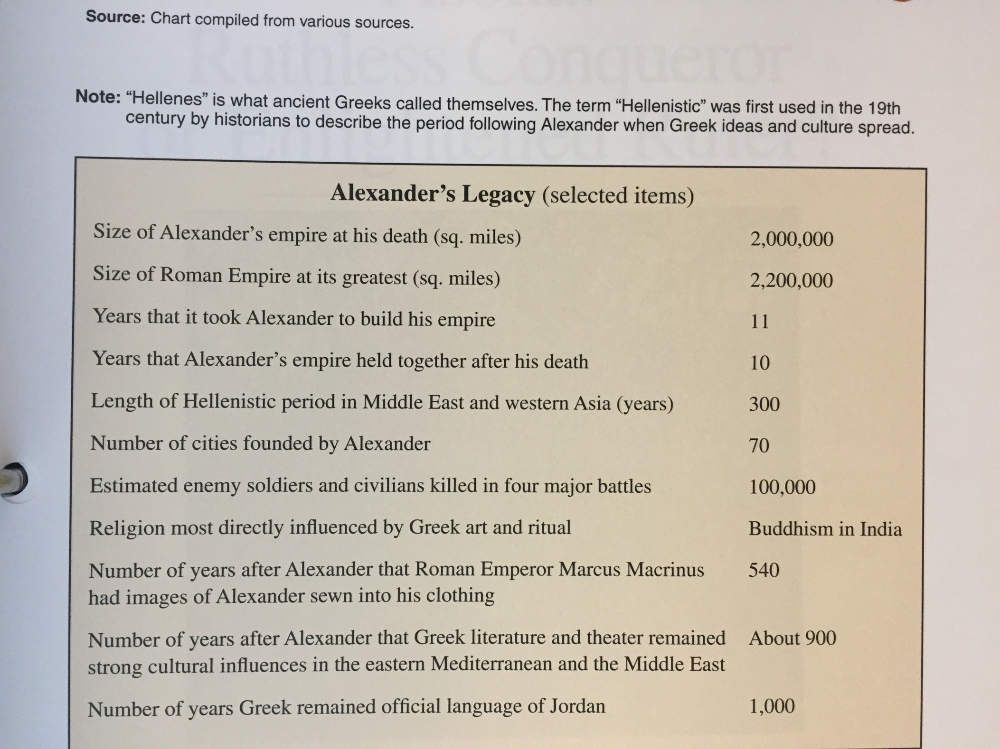 Source: Chart compiled from various sources.
Ruthless Conqueror
or Enlightened Ruler?
Note: “Hellenes” is what ancient Greeks called themselves. The term “Hellenistic” was first used in the 19th
century by historians to describe the period following Alexander when Greek ideas and culture spread.
Alexander’s Legacy (selected items)
Size of Alexander’s empire at his death (sq. miles) 2,000,000
Size of Roman Empire at its greatest (sq. miles) 2,200,000
Years that it took Alexander to build his empire 11
Years that Alexander’s empire held together after his death 10
Length of Hellenistic period in Middle East and western Asia (years) 300
Number of cities founded by Alexander 70
Estimated enemy soldiers and civilians killed in four major battles 100,000
Religion most directly influenced by Greek art and ritual Buddhism in India
Number of years after Alexander that Roman Emperor Marcus Macrinus 540
had images of Alexander sewn into his clothing
Number of years after Alexander that Greek literature and theater remained About 900
strong cultural influences in the eastern Mediterranean and the Middle East
Number of years Greek remained official language of Jordan 1,000